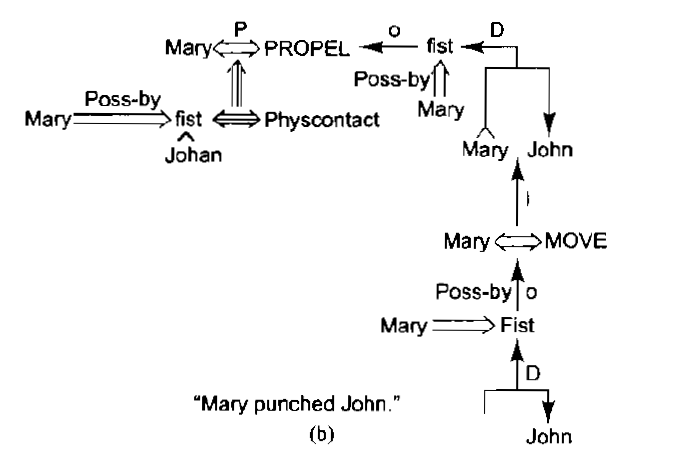 P o D
Mary PROPEL fist
Poss-by
Poss-by Mary
Mary fist Physcontact
Johan Mary John
I
Mary MOVE
Poss-by o
Mary Fist
D
"Mary punched John."
(b)
John